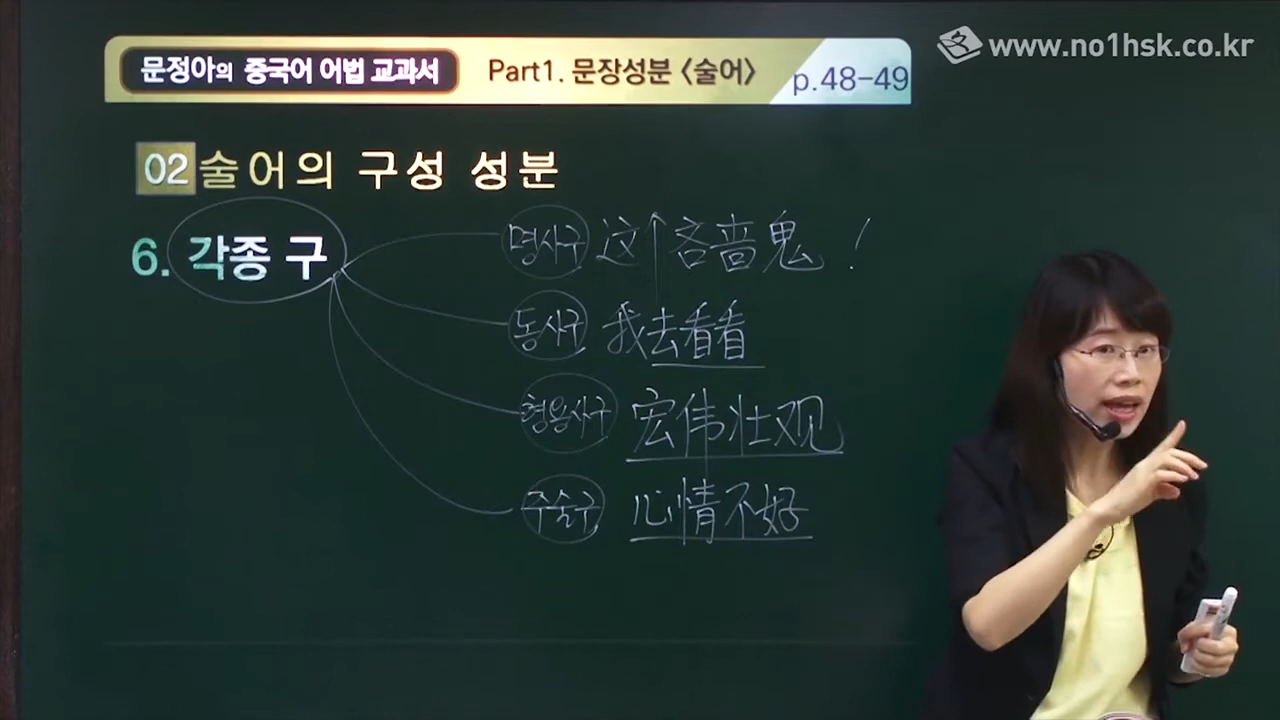 www.no1hsk.co.kr
문정아의 중국어 어법 교과서 Part1. 문장성분 〈술어〉 p.48-49
02 술어의 구성 성분
6. 각종 구
명사구 这个吝啬鬼!
동사구 我去看看
형용사구 宏伟壮观
주술구 心情不好